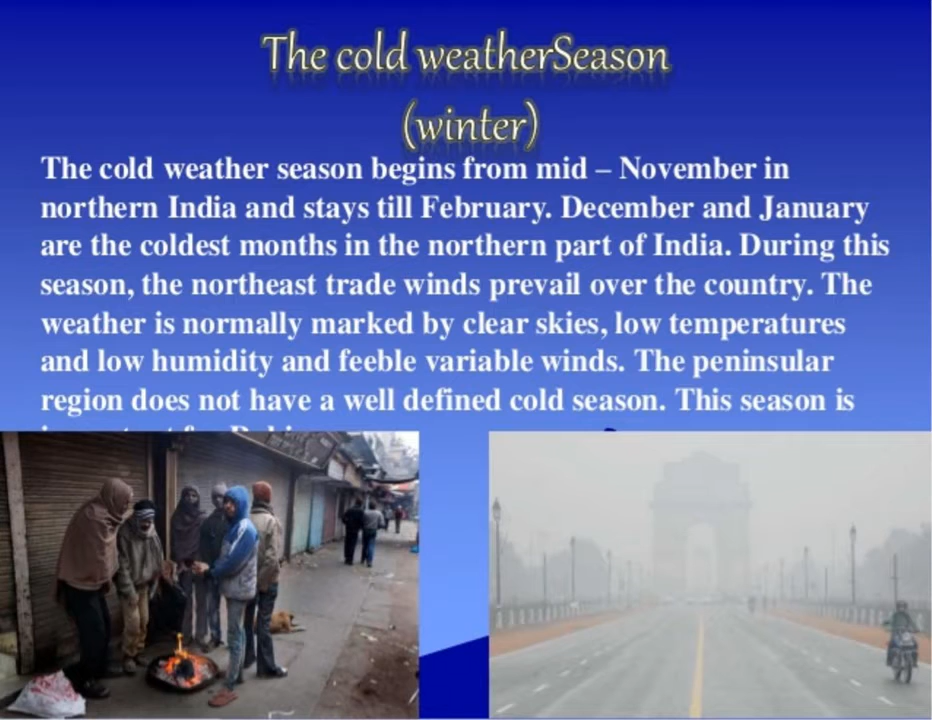 The cold weatherSeason
(winter)
The cold weather season begins from mid – November in
northern India and stays till February. December and January
are the coldest months in the northern part of India. During this
season, the northeast trade winds prevail over the country. The
weather is normally marked by clear skies, low temperatures
and low humidity and feeble variable winds. The peninsular
region does not have a well defined cold season. This season is